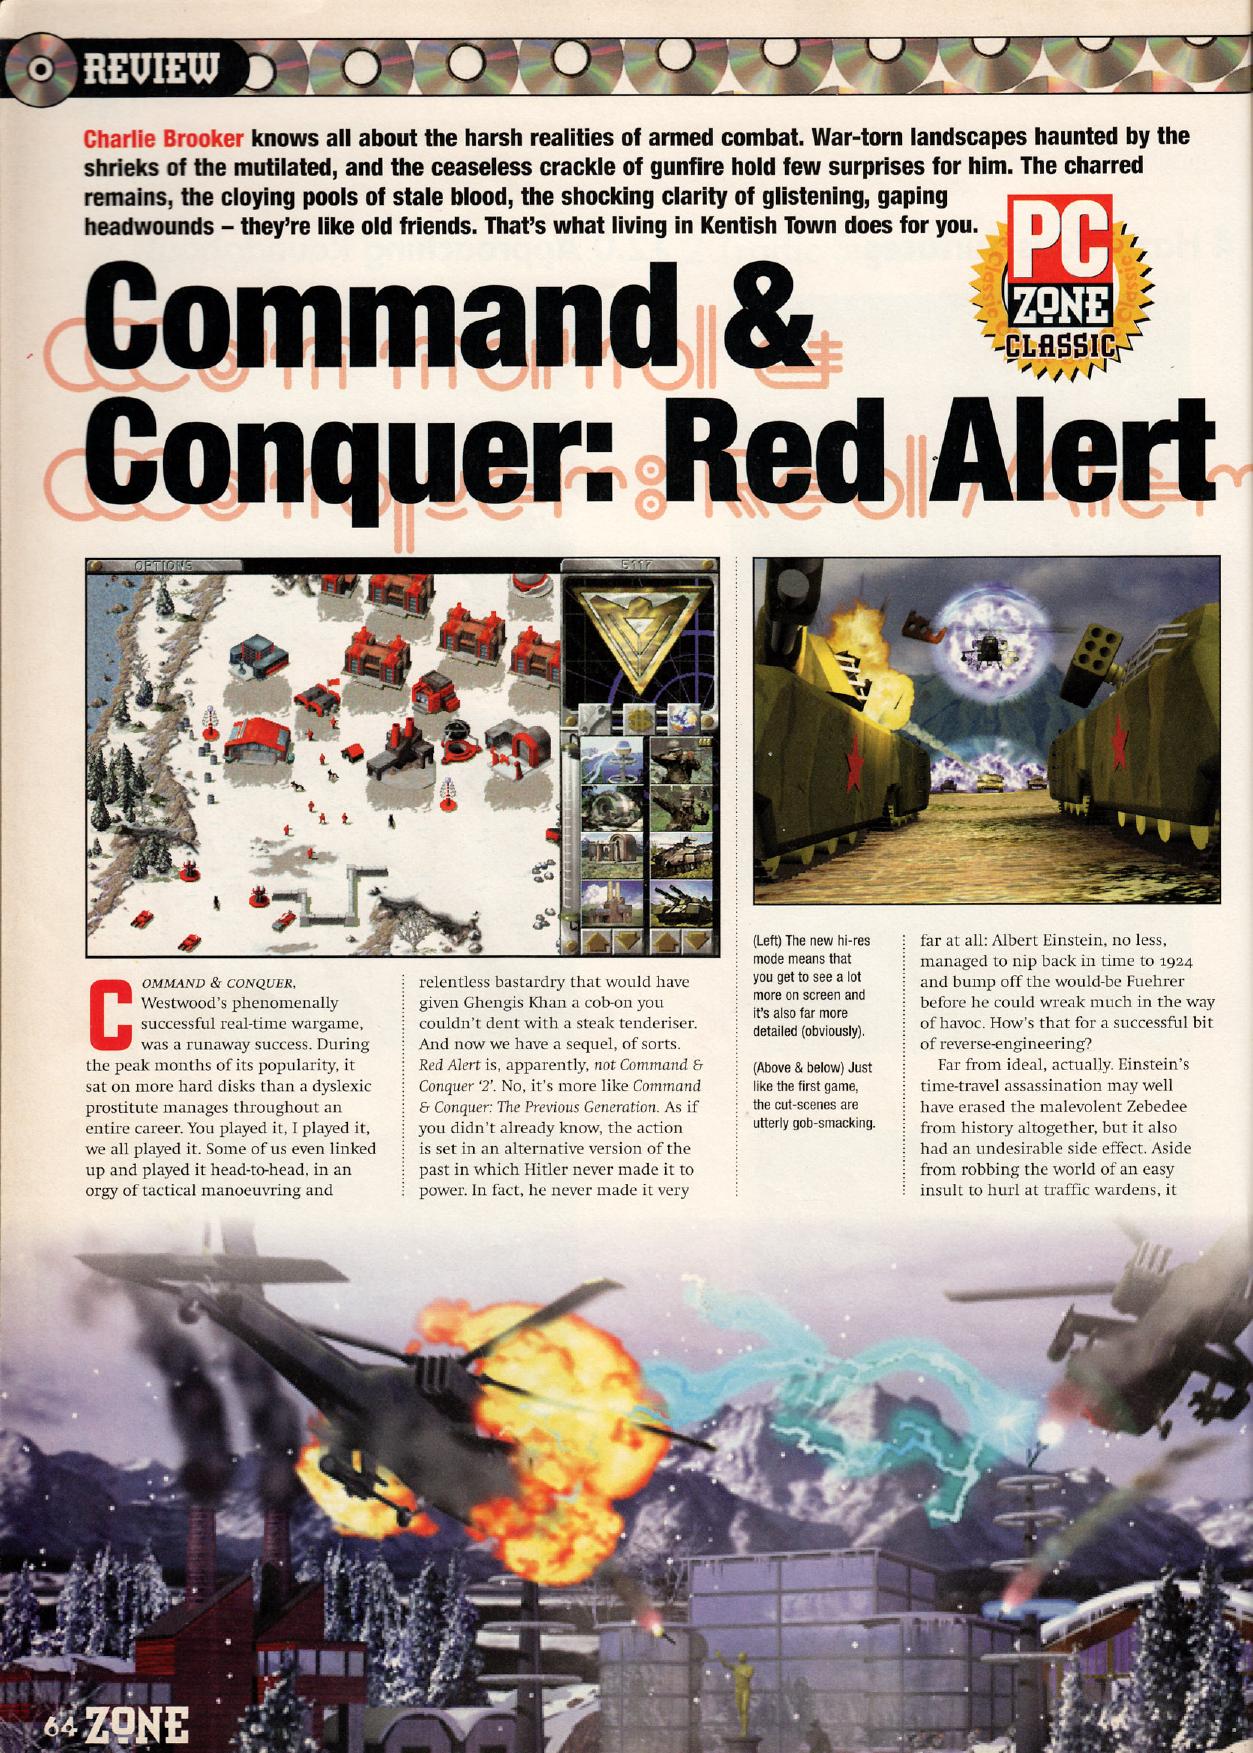 REVIEW
Charlie Brooker knows all about the harsh realities of armed combat. War-torn landscapes haunted by the
shrieks of the mutilated, and the ceaseless crackle of gunfire hold few surprises for him. The charred
remains, the cloying pools of stale blood, the shocking clarity of glistening, gaping
headwounds – they're like old friends. That's what living in Kentish Town does for you.
PC
ZONE
CLASSIC
Classic
Classic
Command &
Conquer: Red Alert
OPTIONS
5117
COMMAND & CONQUER,
Westwood's phenomenally
successful real-time wargame,
was a runaway success. During
the peak months of its popularity, it
sat on more hard disks than a dyslexic
prostitute manages throughout an
entire career. You played it, I played it,
we all played it. Some of us even linked
up and played it head-to-head, in an
orgy of tactical manoeuvring and
relentless bastardry that would have
given Ghengis Khan a cob-on you
couldn't dent with a steak tenderiser.
And now we have a sequel, of sorts.
Red Alert is, apparently, not Command &
Conquer '2'. No, it's more like Command
& Conquer: The Previous Generation. As if
you didn't already know, the action
is set in an alternative version of the
past in which Hitler never made it to
power. In fact, he never made it very
(Left) The new hi-res
mode means that
you get to see a lot
more on screen and
it's also far more
detailed (obviously).
(Above & below) Just
like the first game,
the cut-scenes are
utterly gob-smacking.
far at all: Albert Einstein, no less,
managed to nip back in time to 1924
and bump off the would-be Fuehrer
before he could wreak much in the way
of havoc. How's that for a successful bit
of reverse-engineering?
Far from ideal, actually. Einstein's
time-travel assassination may well
have erased the malevolent Zebedee
from history altogether, but it also
had an undesirable side effect. Aside
from robbing the world of an easy
insult to hurl at traffic wardens, it
64 ZONE